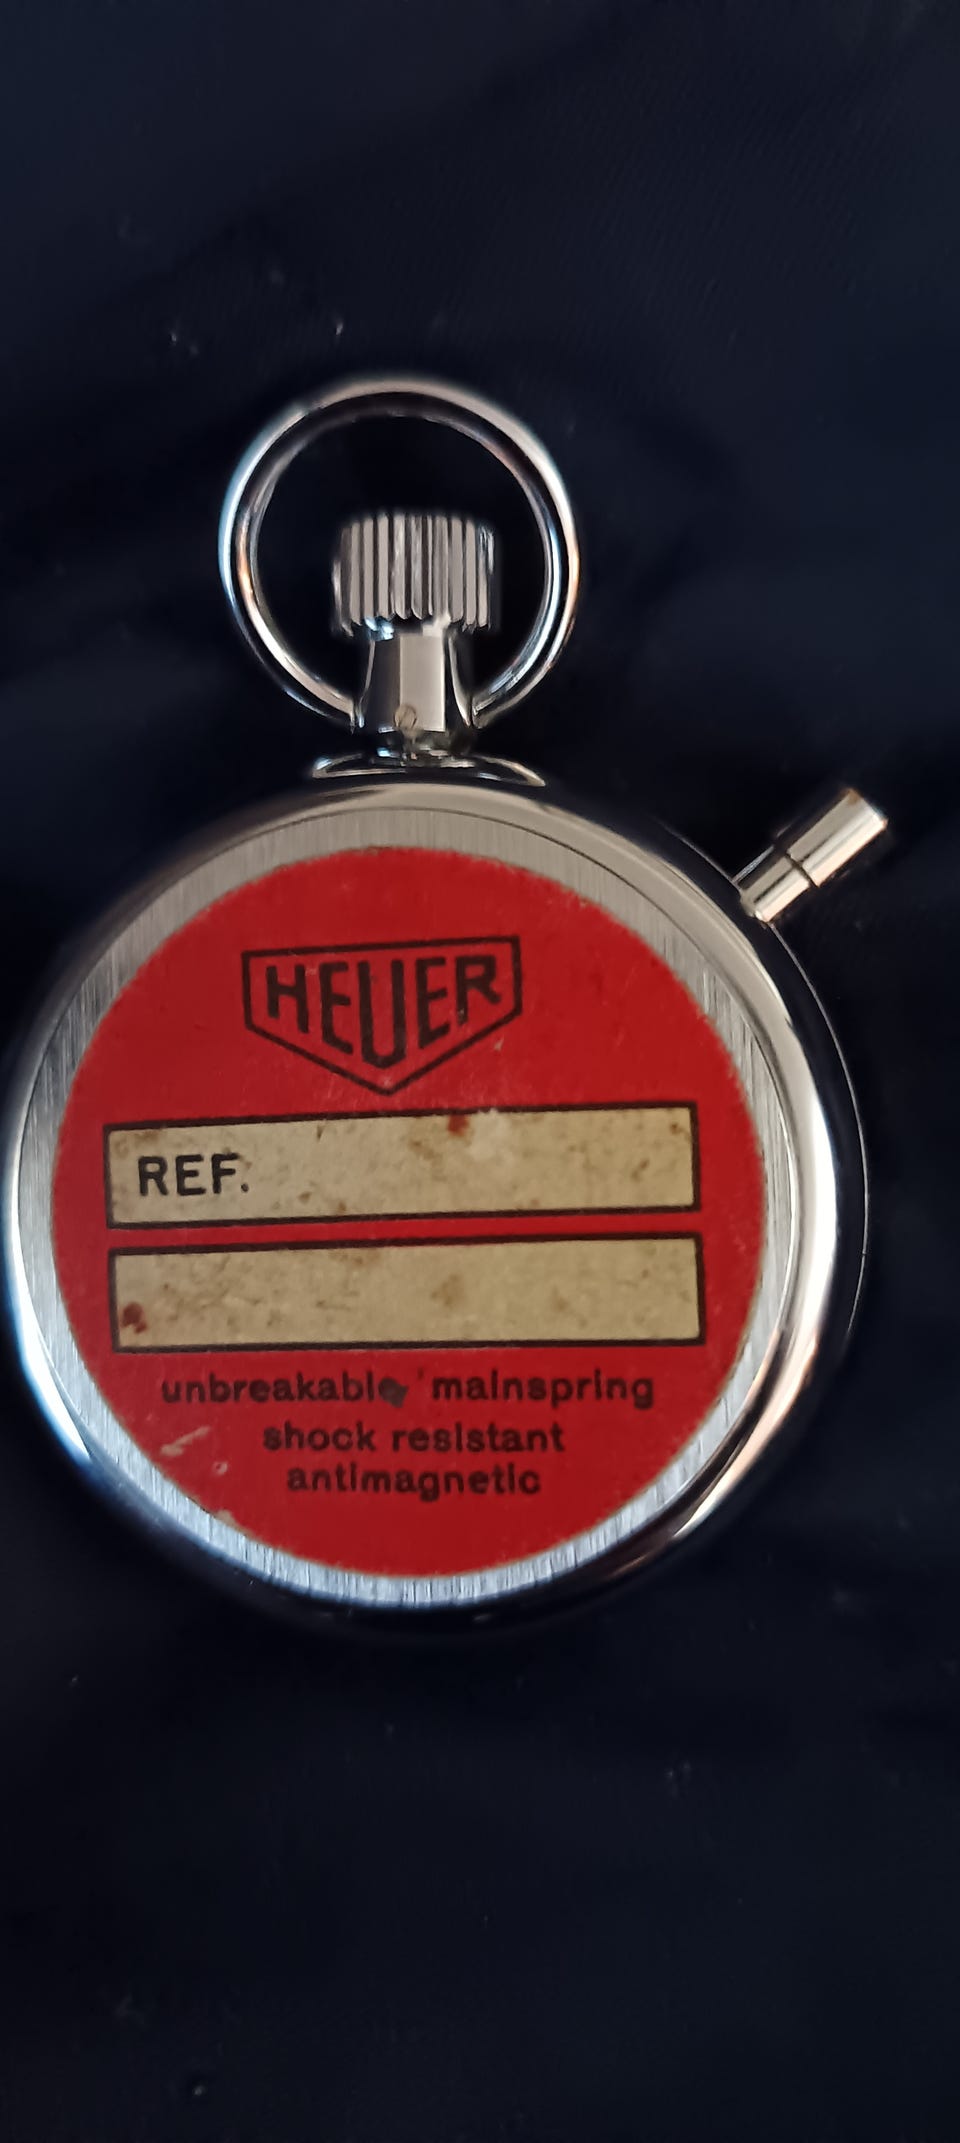 HEUER
REF.
unbreakable mainspring
shock resistant
antimagnetic